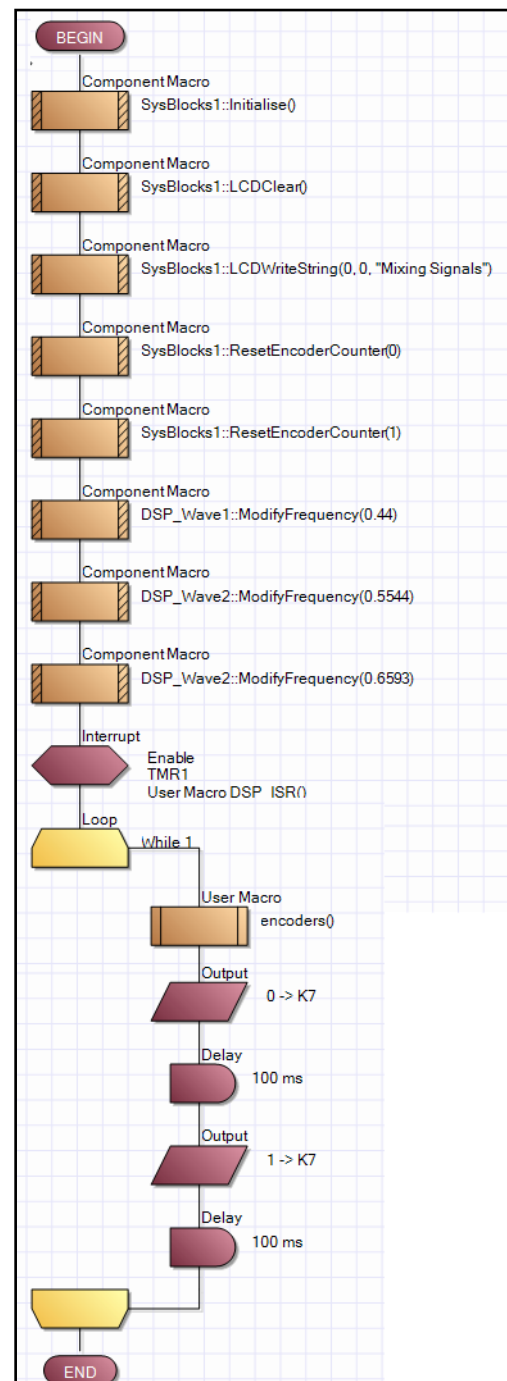 BEGIN
Component Macro
SysBlocks1::Initialise()
Component Macro
SysBlocks1::LCDClear()
Component Macro
SysBlocks1::LCDWriteString(0, 0, "Mixing Signals")
Component Macro
SysBlocks1::ResetEncoderCounter(0)
Component Macro
SysBlocks1::ResetEncoderCounter(1)
Component Macro
DSP_Wave1::ModifyFrequency(0.44)
Component Macro
DSP_Wave2::ModifyFrequency(0.5544)
Component Macro
DSP_Wave2::ModifyFrequency(0.6593)
Interrupt
Enable
TMR1
User Macro DSP_ISR()
Loop
While 1
User Macro
encoders()
Output
0 -> K7
Delay
100 ms
Output
1 -> K7
Delay
100 ms
END